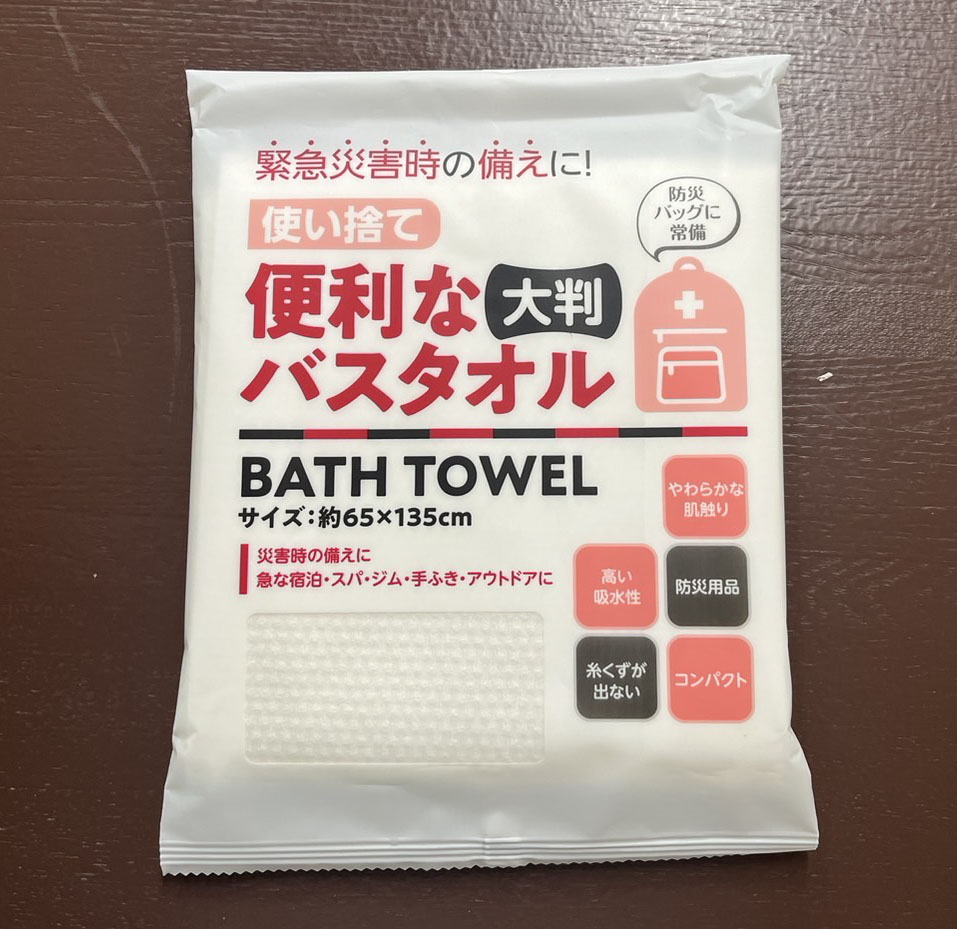 緊急災害時の備えに!
使い捨て
便利な大判
バスタオル
防災
バッグに
常備
BATH TOWEL
サイズ:約65×135cm
災害時の備えに
急な宿泊・スパ・ジム・手ふき・アウトドアに
やわらかな
肌触り
高い
吸水性
防災用品
糸くずが
出ない
コンパクト